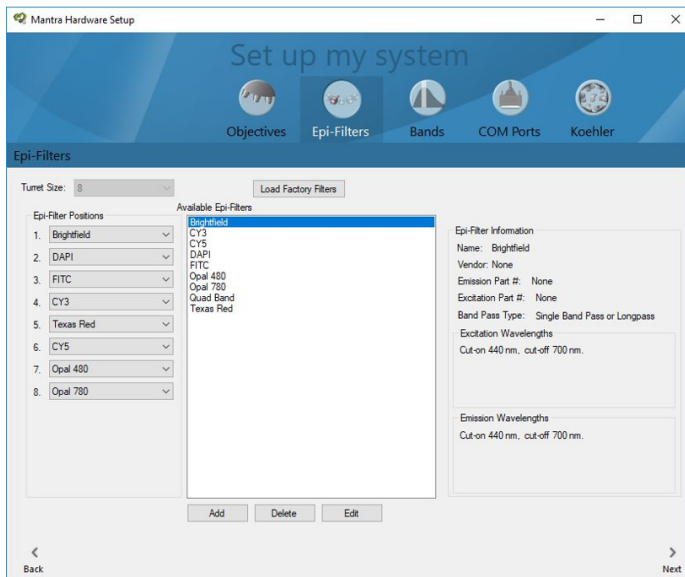 Mantra Hardware Setup
Set up my system
Objectives Epi-Filters Bands COM Ports Koehler
Epi-Filters
Turret Size: 8
Load Factory Filters
Epi-Filter Positions
1. Brightfield
2. DAPI
3. FITC
4. CY3
5. Texas Red
6. CY5
7. Opal 480
8. Opal 780
Available Epi-Filters
Brightfield
CY3
CY5
DAPI
FITC
Opal 480
Opal 780
Quad Band
Texas Red
Add Delete Edit
Epi-Filter Information
Name: Brightfield
Vendor: None
Emission Part #: None
Excitation Part #: None
Band Pass Type: Single Band Pass or Longpass
Excitation Wavelengths
Cut-on 440 nm, cut-off 700 nm.
Emission Wavelengths
Cut-on 440 nm, cut-off 700 nm.
Back
Next